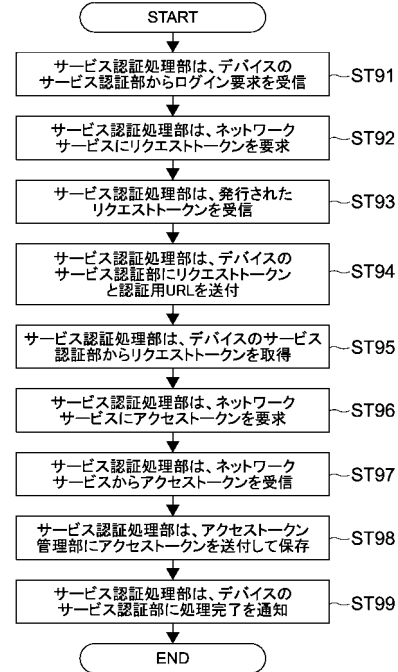 START
サービス認証処理部は、デバイスの
サービス認証部からログイン要求を受信
ST91
サービス認証処理部は、ネットワーク
サービスにリクエストトークンを要求
ST92
サービス認証処理部は、発行された
リクエストトークンを受信
ST93
サービス認証処理部は、デバイスの
サービス認証部にリクエストトークン
と認証用URLを送付
ST94
サービス認証処理部は、デバイスのサービス
認証部からリクエストトークンを取得
ST95
サービス認証処理部は、ネットワーク
サービスにアクセストークンを要求
ST96
サービス認証処理部は、ネットワーク
サービスからアクセストークンを受信
ST97
サービス認証処理部は、アクセストークン
管理部にアクセストークンを送付して保存
ST98
サービス認証処理部は、デバイスの
サービス認証部に処理完了を通知
ST99
END